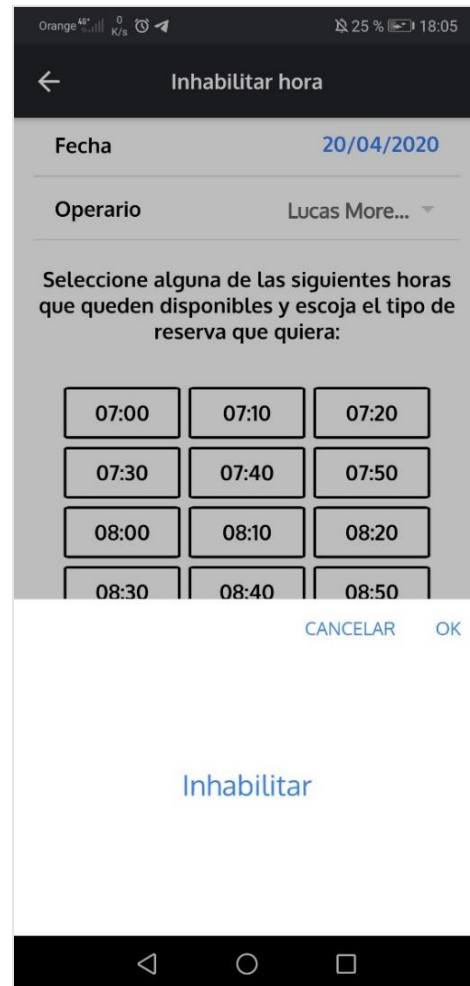 Orange 4G 0 K/s 25 % 18:05
Inhabilitar hora
Fecha 20/04/2020
Operario Lucas More...
Seleccione alguna de las siguientes horas
que queden disponibles y escoja el tipo de
reserva que quiera:
07:00 07:10 07:20
07:30 07:40 07:50
08:00 08:10 08:20
08:30 08:40 08:50
CANCELAR OK
Inhabilitar